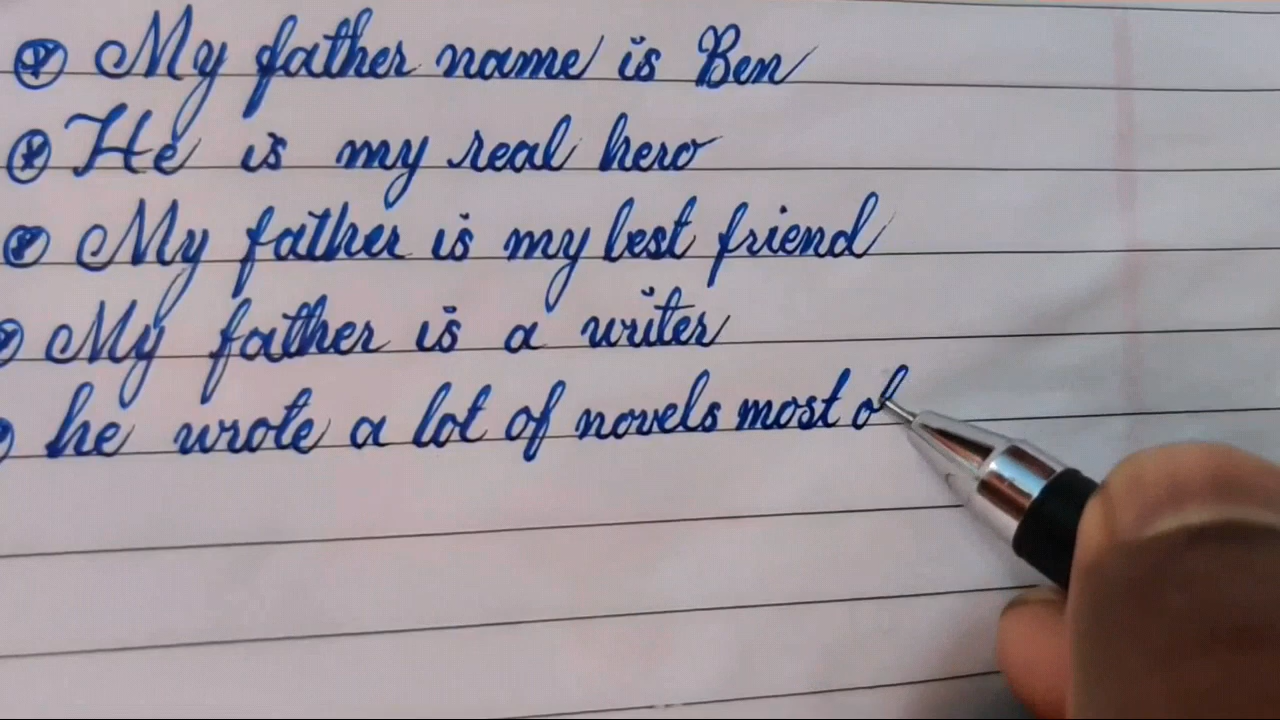 My father name is Ben
He is my real hero
My father is my best friend
My father is a writer
he wrote a lot of novels most